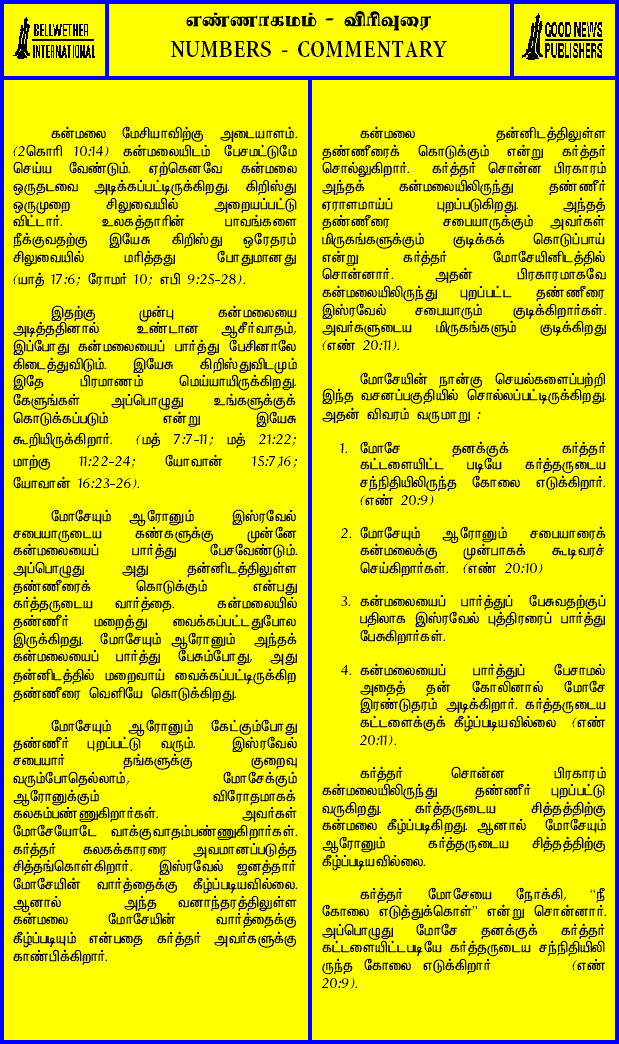 BELLWETHER
INTERNATIONAL
எண்ணாகமம் - விரிவுரை
NUMBERS - COMMENTARY
GOOD NEWS
PUBLISHERS
கன்மலை மேசியாவிற்கு அடையாளம்.
(2கொரி 10:14) கன்மலையிடம் பேசமட்டுமே
செய்ய வேண்டும். ஏற்கெனவே கன்மலை
ஒருதடவை அடிக்கப்பட்டிருக்கிறது. கிறிஸ்து
ஒருமுறை சிலுவையில் அறையப்பட்டு
விட்டார். உலகத்தாரின் பாவங்களை
நீக்குவதற்கு இயேசு கிறிஸ்து ஒரேதரம்
சிலுவையில் மரித்தது போதுமானது
(யாத் 17:6; ரோமர் 10; எபி 9:25-28).
இதற்கு முன்பு கன்மலையை
அடித்ததினால் உண்டான ஆசீர்வாதம்,
இப்போது கன்மலையைப் பார்த்து பேசினாலே
கிடைத்துவிடும். இயேசு கிறிஸ்துவிடமும்
இதே பிரமாணம் மெய்யாயிருக்கிறது.
கேளுங்கள் அப்பொழுது உங்களுக்குக்
கொடுக்கப்படும் என்று இயேசு
கூறியிருக்கிறார். (மத் 7:7-11; மத் 21:22;
மாற்கு 11:22-24; யோவான் 15:7,16;
யோவான் 16:23-26).
மோசேயும் ஆரோனும் இஸ்ரவேல்
சபையாருடைய கண்களுக்கு முன்னே
கன்மலையைப் பார்த்து பேசவேண்டும்.
அப்பொழுது அது தன்னிடத்திலுள்ள
தண்ணீரைக் கொடுக்கும் என்பது
கர்த்தருடைய வார்த்தை. கன்மலையில்
தண்ணீர் மறைத்து வைக்கப்பட்டதுபோல
இருக்கிறது. மோசேயும் ஆரோனும் அந்தக்
கன்மலையைப் பார்த்து பேசும்போது, அது
தன்னிடத்தில் மறைவாய் வைக்கப்பட்டிருக்கிற
தண்ணீரை வெளியே கொடுக்கிறது.
மோசேயும் ஆரோனும் கேட்கும்போது
தண்ணீர் புறப்பட்டு வரும். இஸ்ரவேல்
சபையார் தங்களுக்கு குறைவு
வரும்போதெல்லாம், மோசேக்கும்
ஆரோனுக்கும் விரோதமாகக்
கலகம்பண்ணுகிறார்கள். அவர்கள்
மோசேயோடே வாக்குவாதம்பண்ணுகிறார்கள்.
கர்த்தர் கலகக்காரரை அவமானப்படுத்த
சித்தங்கொள்கிறார். இஸ்ரவேல் ஜனத்தார்
மோசேயின் வார்த்தைக்கு கீழ்ப்படியவில்லை.
ஆனால் அந்த வனாந்தரத்திலுள்ள
கன்மலை மோசேயின் வார்த்தைக்கு
கீழ்ப்படியும் என்பதை கர்த்தர் அவர்களுக்கு
காண்பிக்கிறார்.
கன்மலை தன்னிடத்திலுள்ள
தண்ணீரைக் கொடுக்கும் என்று கர்த்தர்
சொல்லுகிறார். கர்த்தர் சொன்ன பிரகாரம்
அந்தக் கன்மலையிலிருந்து தண்ணீர்
ஏராளமாய்ப் புறப்படுகிறது. அந்தத்
தண்ணீரை சபையாருக்கும் அவர்கள்
மிருகங்களுக்கும் குடிக்கக் கொடுப்பாய்
என்று கர்த்தர் மோசேயினிடத்தில்
சொன்னார். அதன் பிரகாரமாகவே
கன்மலையிலிருந்து புறப்பட்ட தண்ணீரை
இஸ்ரவேல் சபையாரும் குடிக்கிறார்கள்.
அவர்களுடைய மிருகங்களும் குடிக்கிறது
(எண் 20:11).
மோசேயின் நான்கு செயல்களைப்பற்றி
இந்த வசனப்பகுதியில் சொல்லப்பட்டிருக்கிறது.
அதன் விவரம் வருமாறு :
1. மோசே தனக்குக் கர்த்தர்
கட்டளையிட்ட படியே கர்த்தருடைய
சந்நிதியிலிருந்த கோலை எடுக்கிறார்.
(எண் 20:9)
2. மோசேயும் ஆரோனும் சபையாரைக்
கன்மலைக்கு முன்பாகக் கூடிவரச்
செய்கிறார்கள். (எண் 20:10)
3. கன்மலையைப் பார்த்துப் பேசுவதற்குப்
பதிலாக இஸ்ரவேல் புத்திரரைப் பார்த்து
பேசுகிறார்கள்.
4. கன்மலையைப் பார்த்துப் பேசாமல்
அதைத் தன் கோலினால் மோசே
இரண்டுதரம் அடிக்கிறார். கர்த்தருடைய
கட்டளைக்குக் கீழ்ப்படியவில்லை (எண்
20:11).
கர்த்தர் சொன்ன பிரகாரம்
கன்மலையிலிருந்து தண்ணீர் புறப்பட்டு
வருகிறது. கர்த்தருடைய சித்தத்திற்கு
கன்மலை கீழ்ப்படிகிறது. ஆனால் மோசேயும்
ஆரோனும் கர்த்தருடைய சித்தத்திற்கு
கீழ்ப்படியவில்லை.
கர்த்தர் மோசேயை நோக்கி, “நீ
கோலை எடுத்துக்கொள்” என்று சொன்னார்.
அப்பொழுது மோசே தனக்குக் கர்த்தர்
கட்டளையிட்டபடியே கர்த்தருடைய சந்நிதியிலி
ருந்த கோலை எடுக்கிறார் (எண்
20:9).